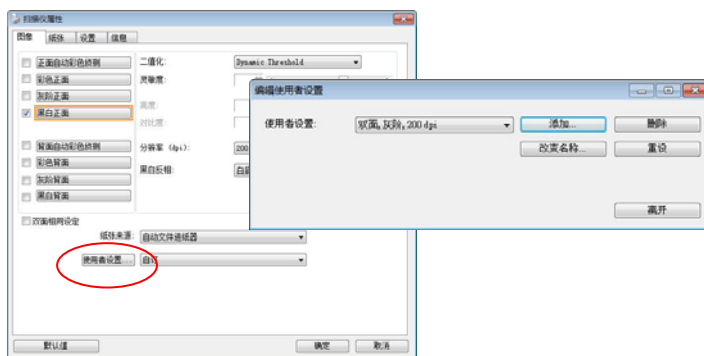 扫描仪属性
图像 纸张 设置 信息
正面自动彩色侦测
彩色正面
灰阶正面
黑白正面
背面自动彩色侦测
彩色背面
灰阶背面
黑白背面
二值化: Dynamic Threshold
灵敏度:
亮度:
对比度:
分辨率 (dpi): 200
黑白反相:
双面相同设定
纸张来源: 自动文件进纸器
使用者设置... 自订
默认值 确定 取消
编辑使用者设置
使用者设置: 双面,灰阶,200 dpi 添加... 删除
改变名称... 重设
离开